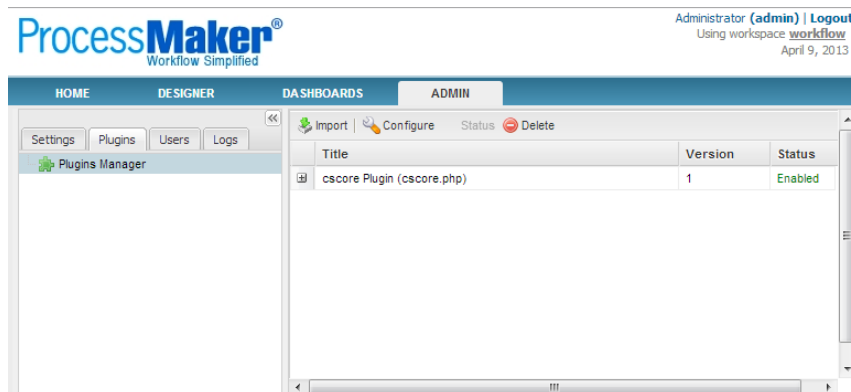 ProcessMaker®
Workflow Simplified
Administrator (admin) | Logout
Using workspace workflow
April 9, 2013
HOME DESIGNER DASHBOARDS ADMIN
Settings Plugins Users Logs
Plugins Manager
Import | Configure Status Delete
Title Version Status
cscore Plugin (cscore.php) 1 Enabled